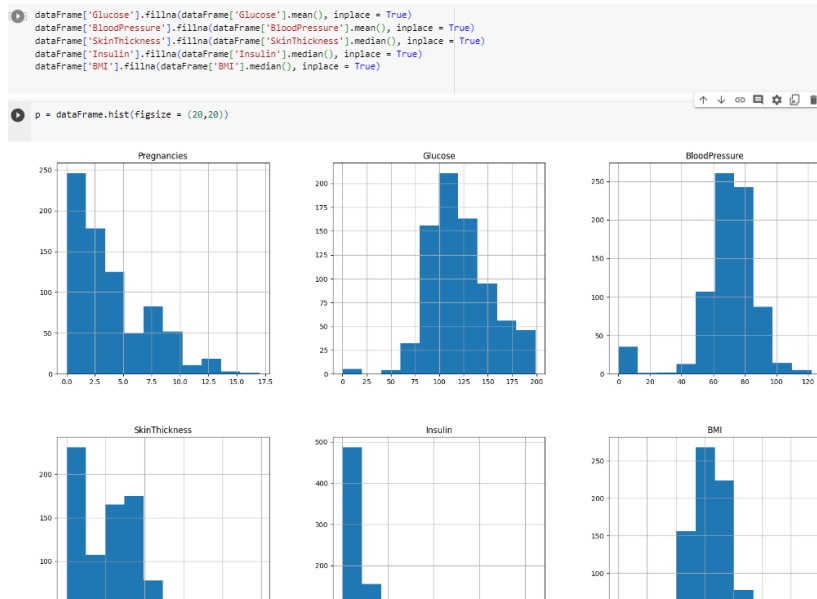 dataFrame['Glucose'].fillna(dataFrame['Glucose'].mean(), inplace = True)
dataFrame['BloodPressure'].fillna(dataFrame['BloodPressure'].mean(), inplace = True)
dataFrame['SkinThickness'].fillna(dataFrame['SkinThickness'].median(), inplace = True)
dataFrame['Insulin'].fillna(dataFrame['Insulin'].median(), inplace = True)
dataFrame['BMI'].fillna(dataFrame['BMI'].median(), inplace = True)
p = dataFrame.hist(figsize = (20,20))
Pregnancies
250
200
150
100
50
0
0.0 2.5 5.0 7.5 10.0 12.5 15.0 17.5
Glucose
200
175
150
125
100
75
50
25
0
0 25 50 75 100 125 150 175 200
BloodPressure
250
200
150
100
50
0
0 20 40 60 80 100 120
SkinThickness
200
150
100
Insulin
500
400
300
200
BMI
250
200
150
100